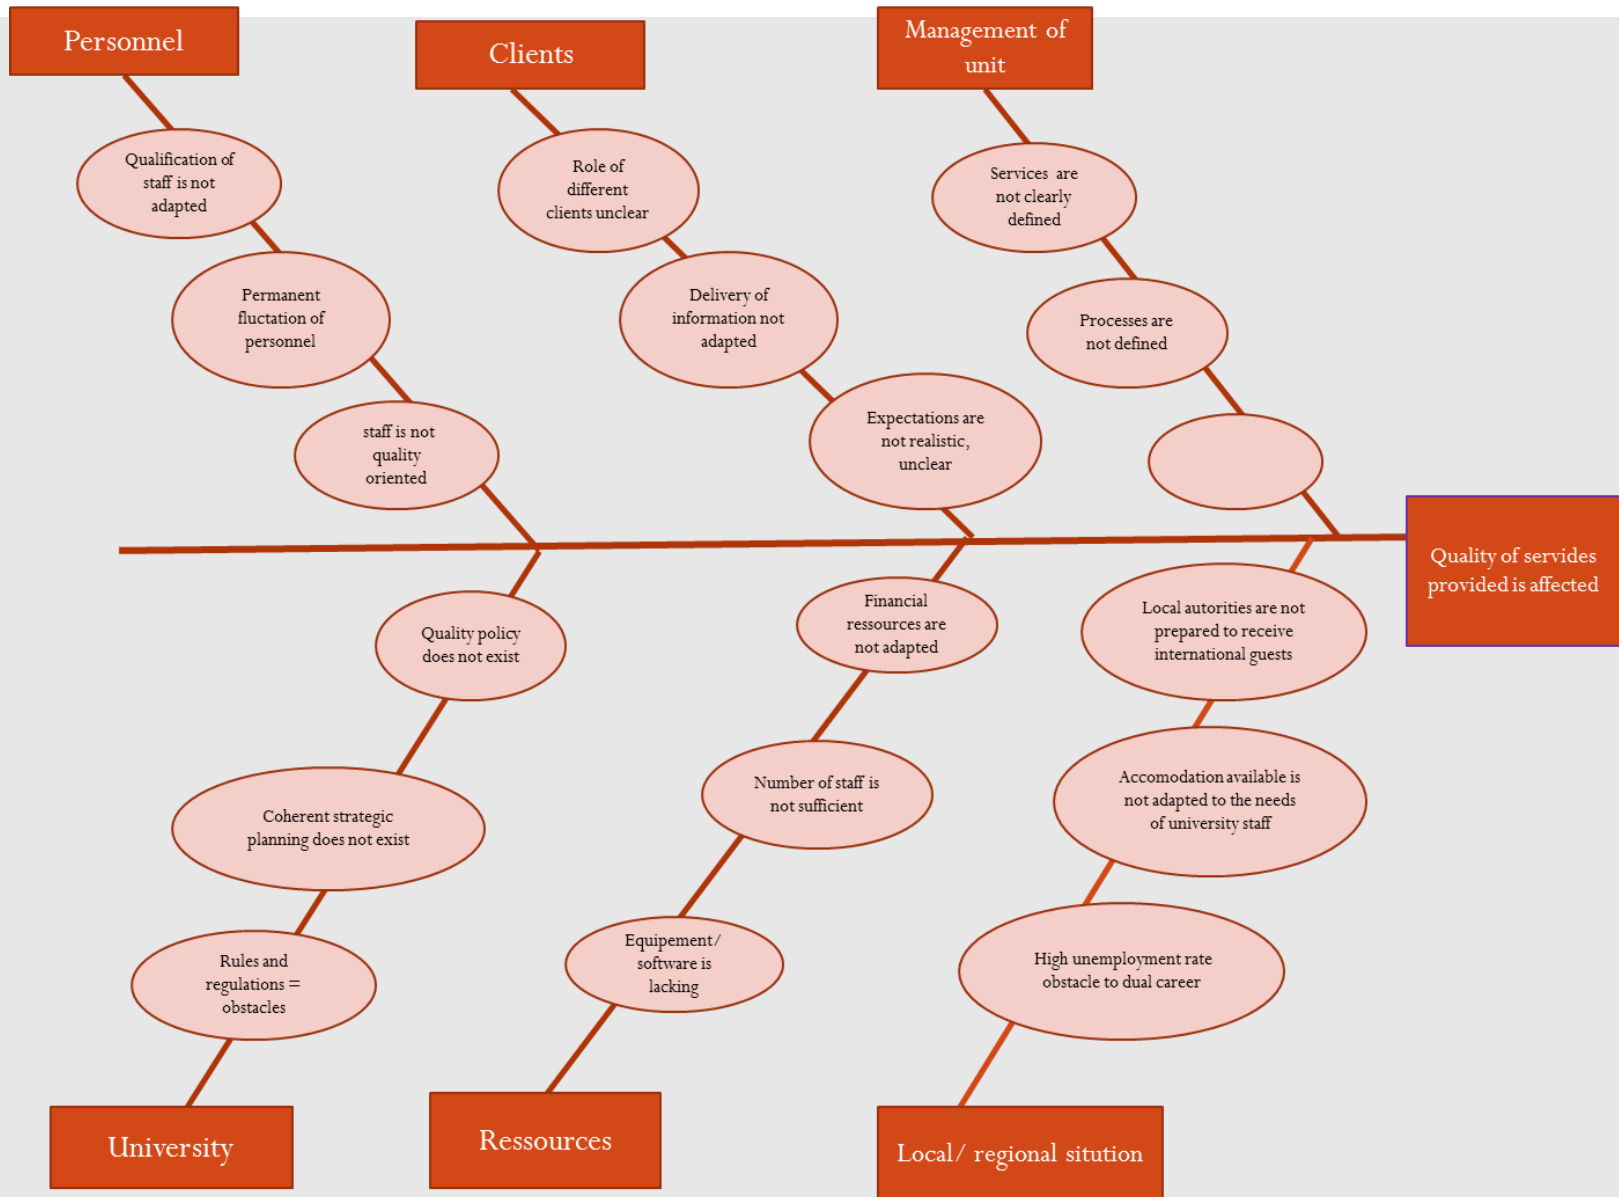 Personnel
Clients
Management of
unit
Qualification of
staff is not
adapted
Role of
different
clients unclear
Services are
not clearly
defined
Permanent
fluctation of
personnel
Delivery of
information not
adapted
Processes are
not defined
staff is not
quality
oriented
Expectations are
not realistic,
unclear
Quality of servides
provided is affected
Quality policy
does not exist
Financial
ressources are
not adapted
Local autorities are not
prepared to receive
international guests
Coherent strategic
planning does not exist
Number of staff is
not sufficient
Accomodation available is
not adapted to the needs
of university staff
Rules and
regulations =
obstacles
Equipement/
software is
lacking
High unemployment rate
obstacle to dual career
University
Ressources
Local/ regional sitution